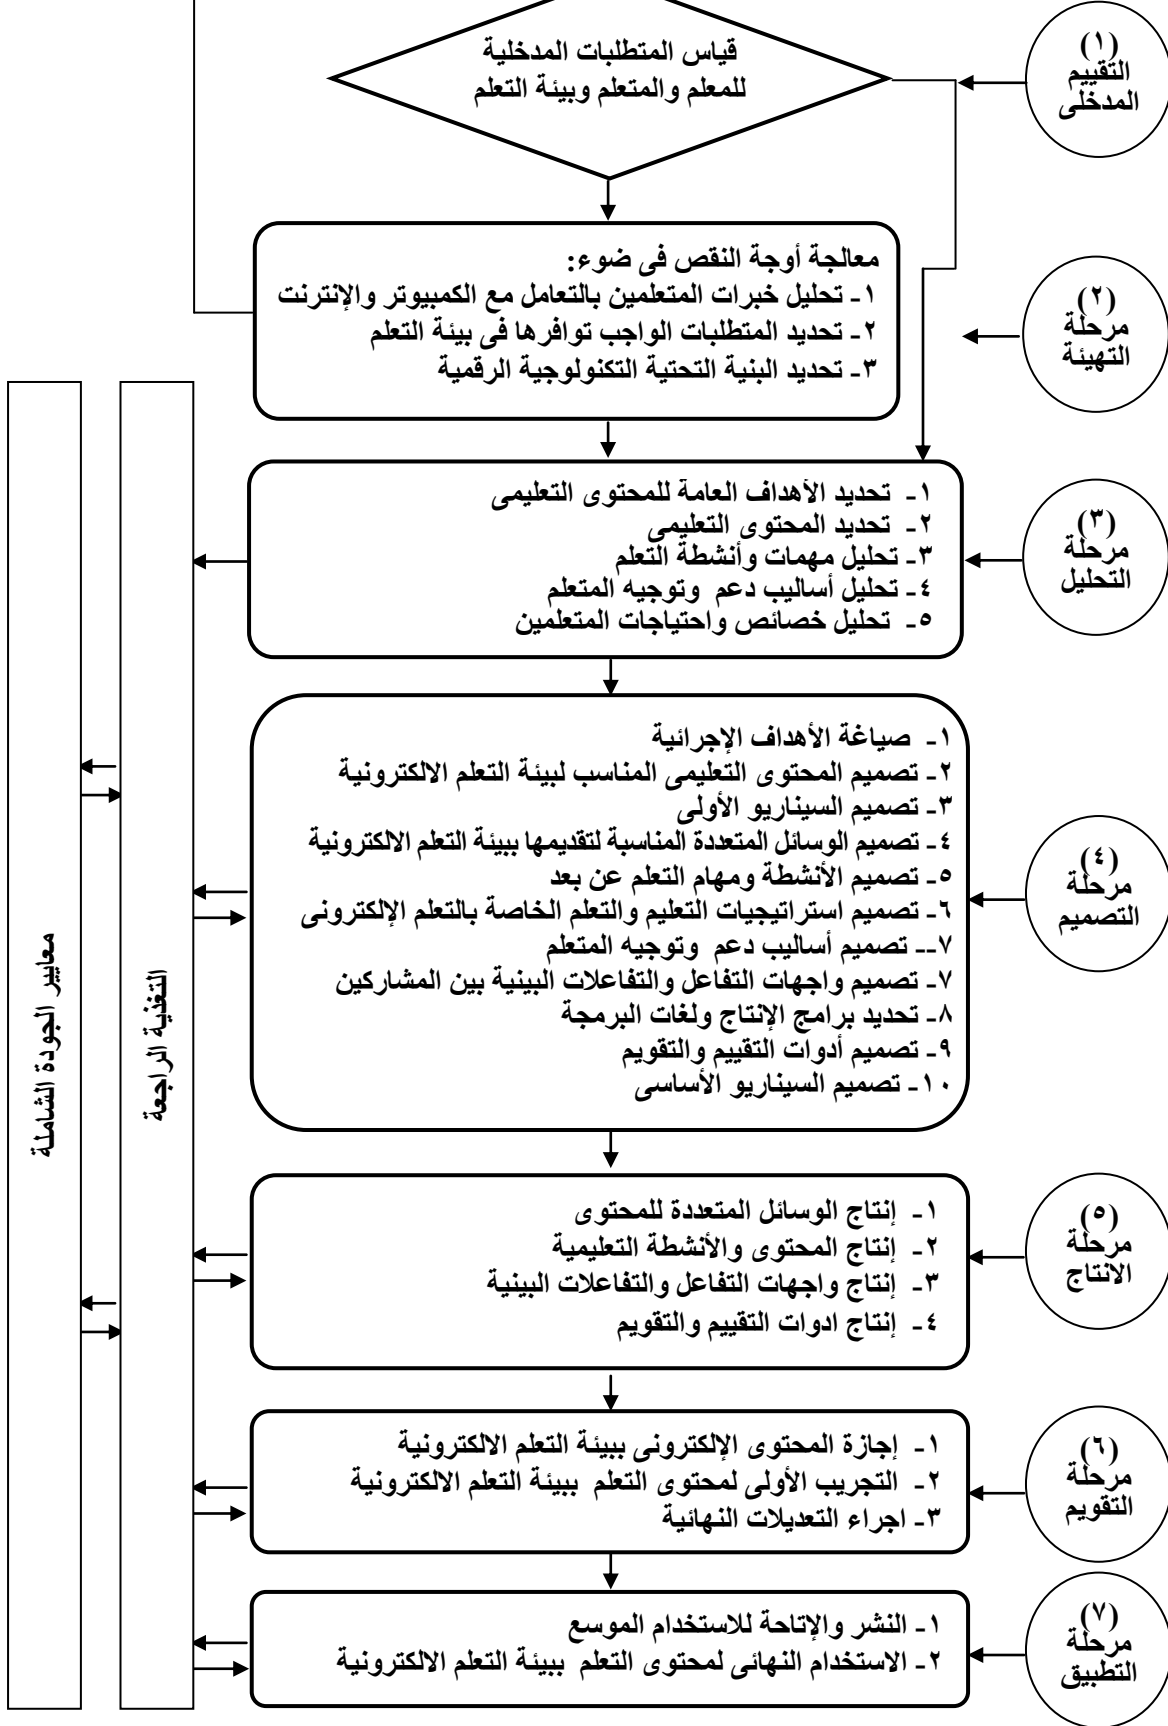 قياس المتطلبات المدخلية
للمعلم والمتعلم وبيئة التعلم
(١)
التقييم
المدخلى
معالجة أوجة النقص فى ضوء:
١- تحليل خبرات المتعلمين بالتعامل مع الكمبيوتر والإنترنت
٢- تحديد المتطلبات الواجب توافرها فى بيئة التعلم
٣- تحديد البنية التحتية التكنولوجية الرقمية
(٢)
مرحلة
التهيئة
١- تحديد الأهداف العامة للمحتوى التعليمى
٢- تحديد المحتوى التعليمى
٣- تحليل مهمات وأنشطة التعلم
٤- تحليل أساليب دعم وتوجيه المتعلم
٥- تحليل خصائص واحتياجات المتعلمين
(٣)
مرحلة
التحليل
١- صياغة الأهداف الإجرائية
٢- تصميم المحتوى التعليمى المناسب لبيئة التعلم الالكترونية
٣- تصميم السيناريو الأولى
٤- تصميم الوسائل المتعددة المناسبة لتقديمها ببيئة التعلم الالكترونية
٥- تصميم الأنشطة ومهام التعلم عن بعد
٦- تصميم استراتيجيات التعليم والتعلم الخاصة بالتعلم الإلكترونى
٧-- تصميم أساليب دعم وتوجيه المتعلم
٧- تصميم واجهات التفاعل والتفاعلات البينية بين المشاركين
٨- تحديد برامج الإنتاج ولغات البرمجة
٩- تصميم أدوات التقييم والتقويم
١٠- تصميم السيناريو الأساسى
(٤)
مرحلة
التصميم
١- إنتاج الوسائل المتعددة للمحتوى
٢- إنتاج المحتوى والأنشطة التعليمية
٣- إنتاج واجهات التفاعل والتفاعلات البينية
٤- إنتاج ادوات التقييم والتقويم
(٥)
مرحلة
الانتاج
١- إجازة المحتوى الإلكترونى ببيئة التعلم الالكترونية
٢- التجريب الأولى لمحتوى التعلم ببيئة التعلم الالكترونية
٣- اجراء التعديلات النهائية
(٦)
مرحلة
التقويم
١- النشر والإتاحة للاستخدام الموسع
٢- الاستخدام النهائى لمحتوى التعلم ببيئة التعلم الالكترونية
(٧)
مرحلة
التطبيق
التغذية الراجعة
معايير الجودة الشاملة